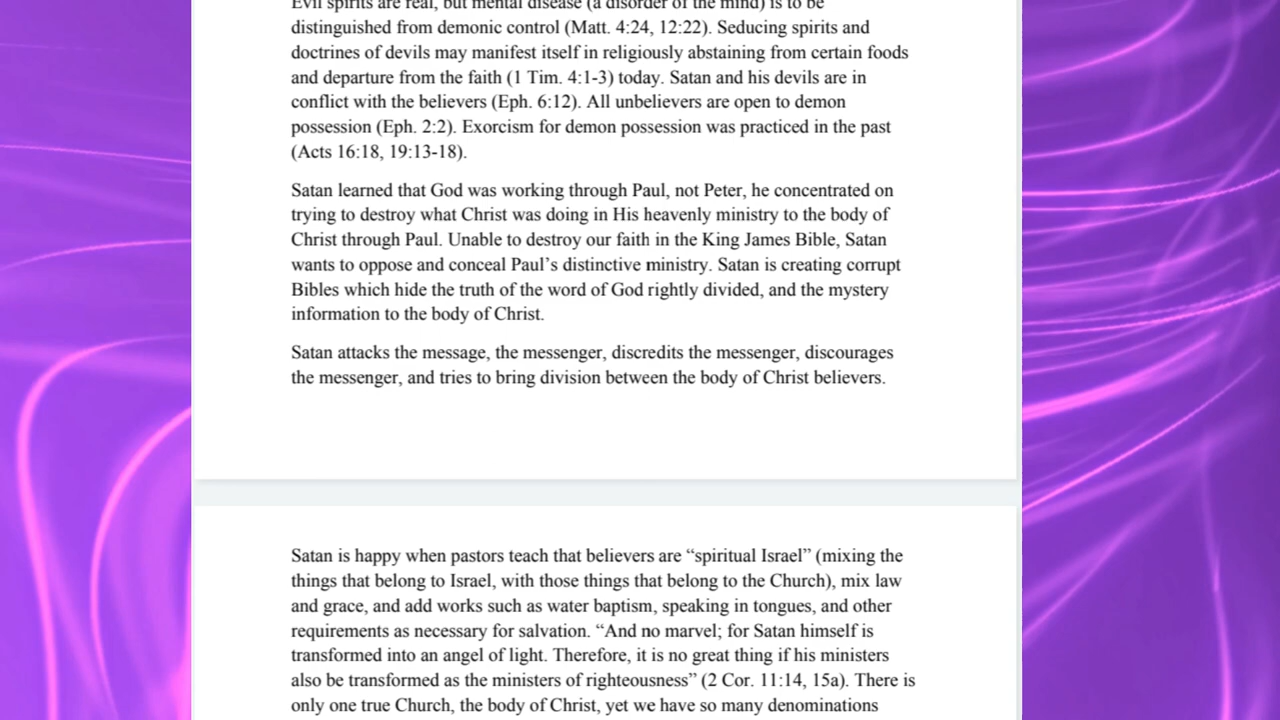 Evil spirits are real, but mental disease (a disorder of the mind) is to be
distinguished from demonic control (Matt. 4:24, 12:22). Seducing spirits and
doctrines of devils may manifest itself in religiously abstaining from certain foods
and departure from the faith (1 Tim. 4:1-3) today. Satan and his devils are in
conflict with the believers (Eph. 6:12). All unbelievers are open to demon
possession (Eph. 2:2). Exorcism for demon possession was practiced in the past
(Acts 16:18, 19:13-18).
Satan learned that God was working through Paul, not Peter, he concentrated on
trying to destroy what Christ was doing in His heavenly ministry to the body of
Christ through Paul. Unable to destroy our faith in the King James Bible, Satan
wants to oppose and conceal Paul’s distinctive ministry. Satan is creating corrupt
Bibles which hide the truth of the word of God rightly divided, and the mystery
information to the body of Christ.
Satan attacks the message, the messenger, discredits the messenger, discourages
the messenger, and tries to bring division between the body of Christ believers.
Satan is happy when pastors teach that believers are “spiritual Israel” (mixing the
things that belong to Israel, with those things that belong to the Church), mix law
and grace, and add works such as water baptism, speaking in tongues, and other
requirements as necessary for salvation. “And no marvel; for Satan himself is
transformed into an angel of light. Therefore, it is no great thing if his ministers
also be transformed as the ministers of righteousness” (2 Cor. 11:14, 15a). There is
only one true Church, the body of Christ, yet we have so many denominations